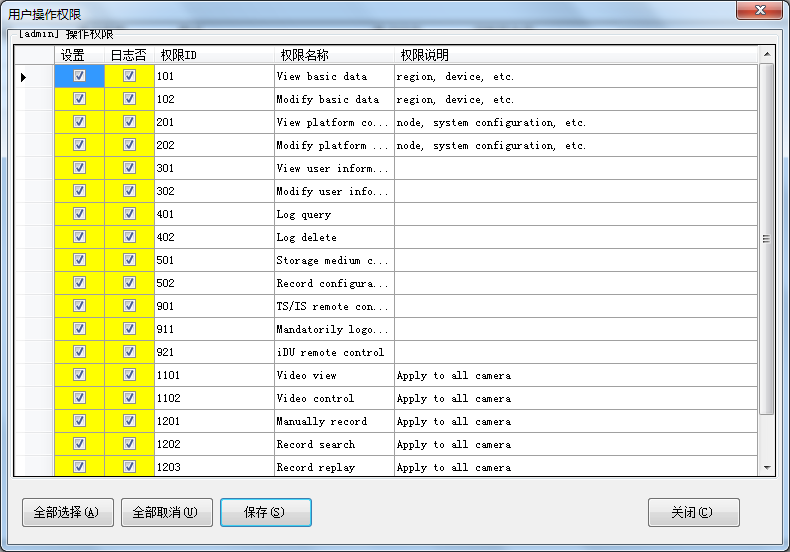 用户操作权限
[admin] 操作权限
设置 日志否 权限ID 权限名称 权限说明
101 View basic data region, device, etc.
102 Modify basic data region, device, etc.
201 View platform co... node, system configuration, etc.
202 Modify platform ... node, system configuration, etc.
301 View user inform...
302 Modify user info...
401 Log query
402 Log delete
501 Storage medium c...
502 Record configura...
901 TS/IS remote con...
911 Mandatorily logo...
921 iDU remote control
1101 Video view Apply to all camera
1102 Video control Apply to all camera
1201 Manually record Apply to all camera
1202 Record search Apply to all camera
1203 Record replay Apply to all camera
全部选择(A) 全部取消(U) 保存(S) 关闭(C)